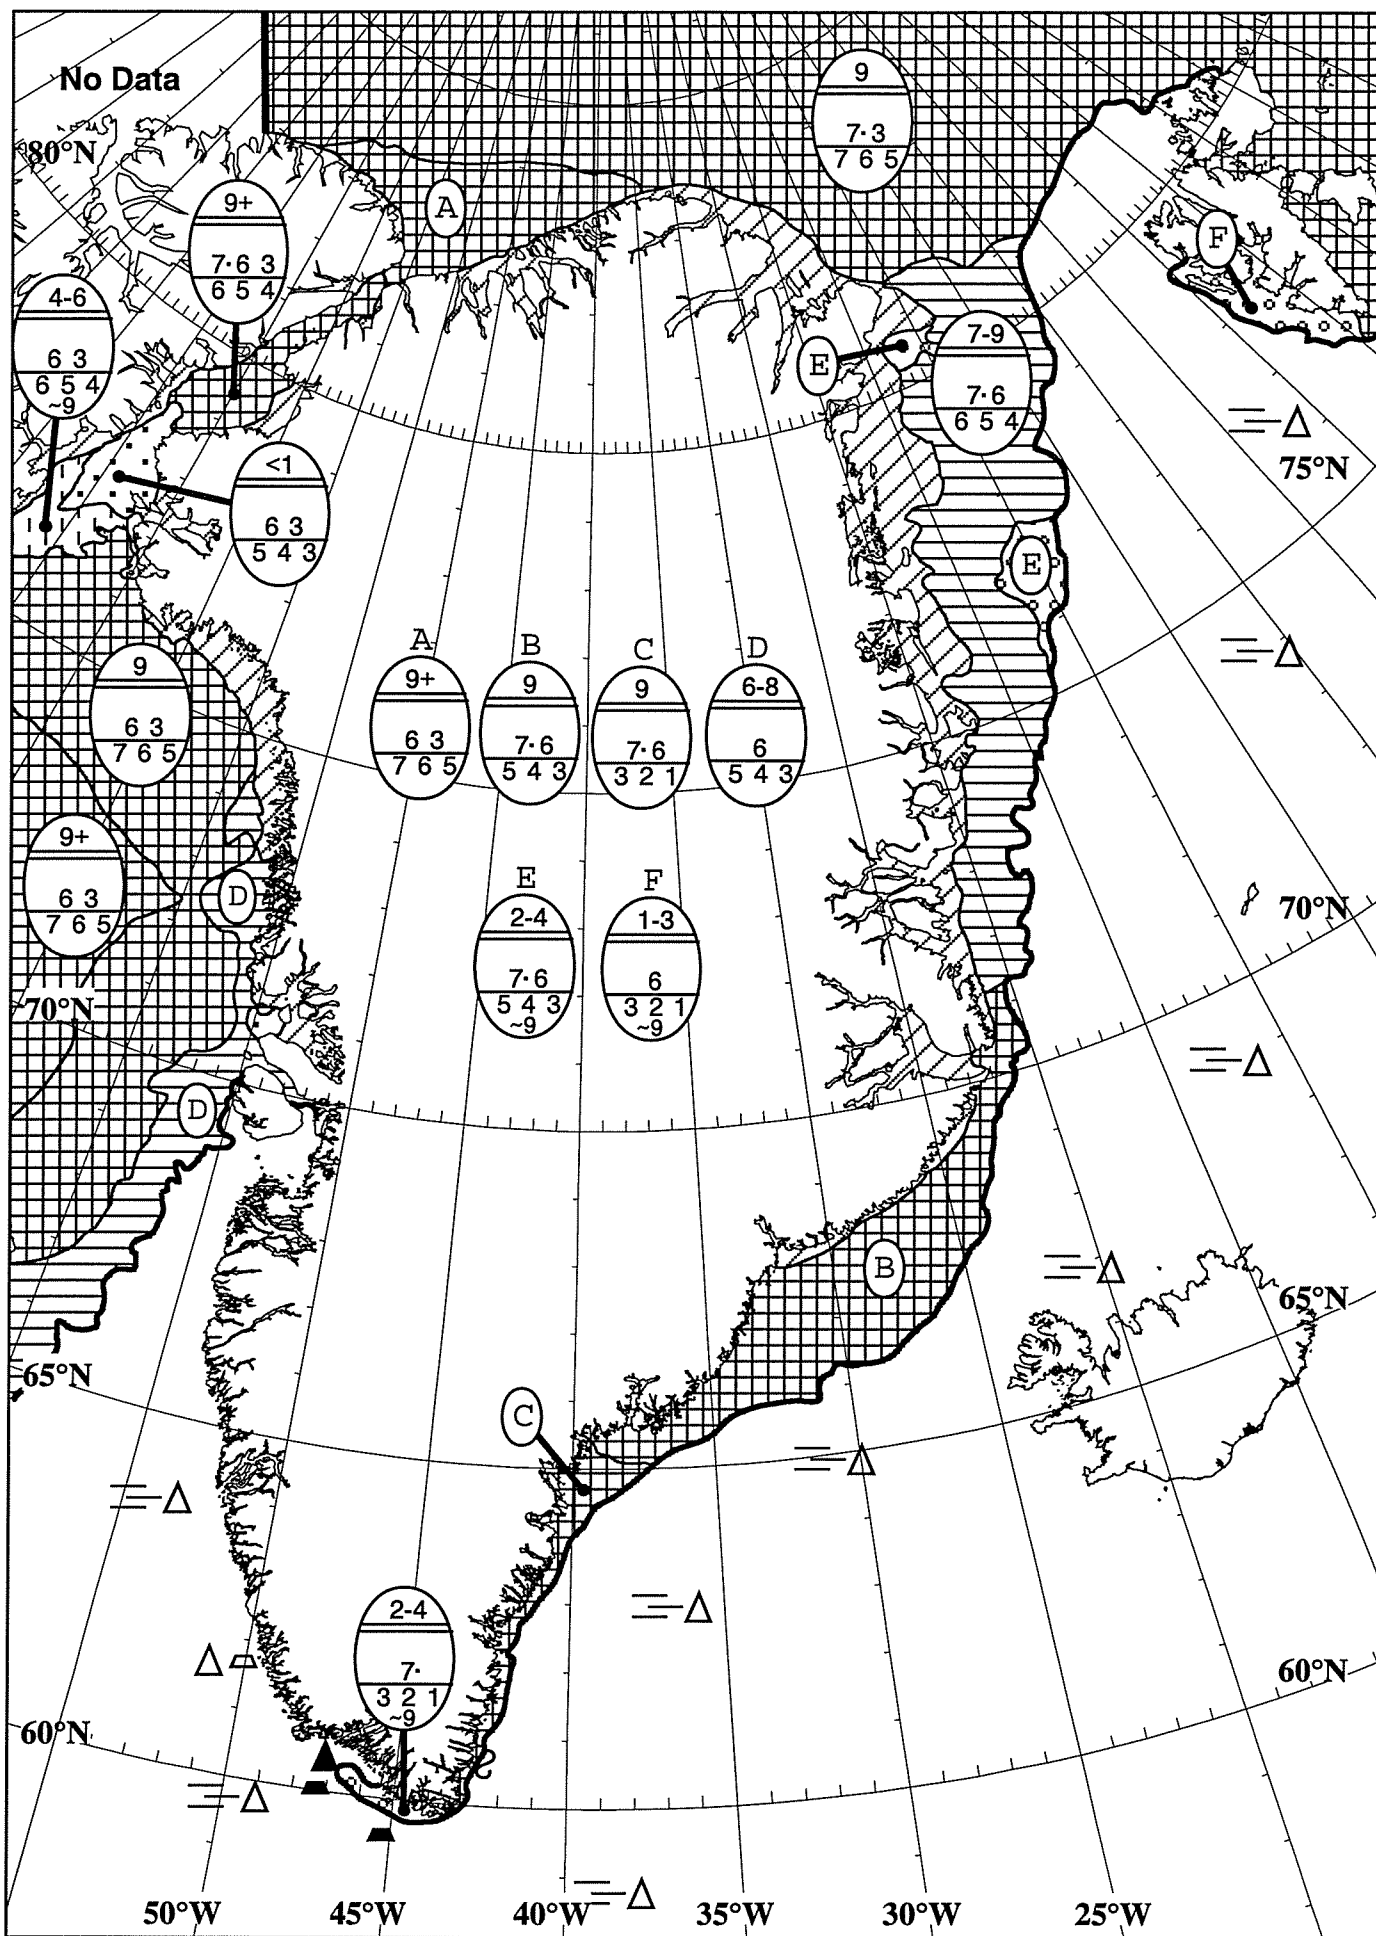 No Data
9
7· 3
7 6 5
80°N
9+
7· 6 3
6 5 4
A
F
4-6
6 3
6 5 4
~9
E
7-9
7· 6
6 5 4
75°N
<1
6 3
5 4 3
E
9
6 3
7 6 5
A
9+
6 3
7 6 5
B
9
7· 6
5 4 3
C
9
7· 6
3 2 1
D
6-8
6
5 4 3
9+
6 3
7 6 5
D
E
2-4
7· 6
5 4 3
~9
F
1-3
6
3 2 1
~9
70°N
70°N
D
B
65°N
65°N
C
2-4
7·
3 2 1
~9
60°N
60°N
50°W 45°W 40°W 35°W 30°W 25°W